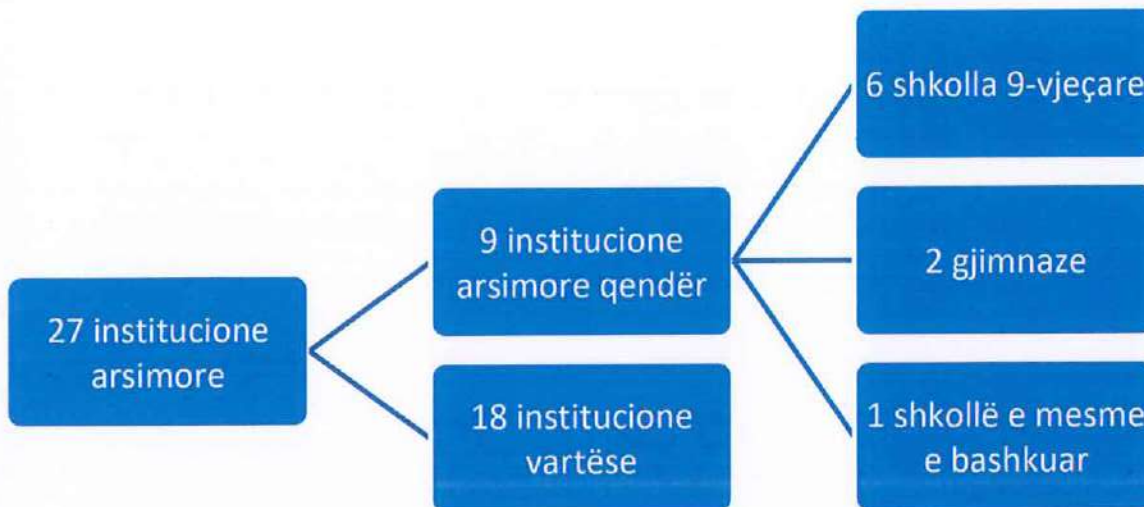 27 institucione
arsimore
9 institucione
arsimore qendër
18 institucione
vartëse
6 shkolla 9-vjeçare
2 gjimnaze
1 shkollë e mesme
e bashkuar